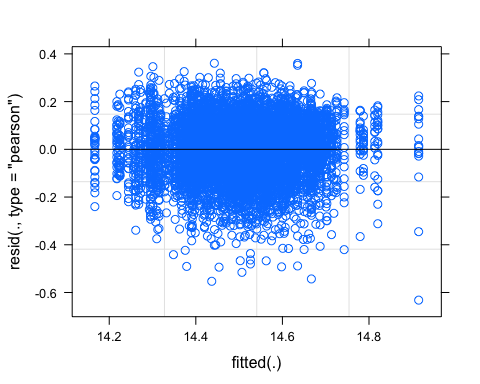 resid(., type = "pearson")
0.4
0.2
0.0
-0.2
-0.4
-0.6
14.2 14.4 14.6 14.8
fitted(.)